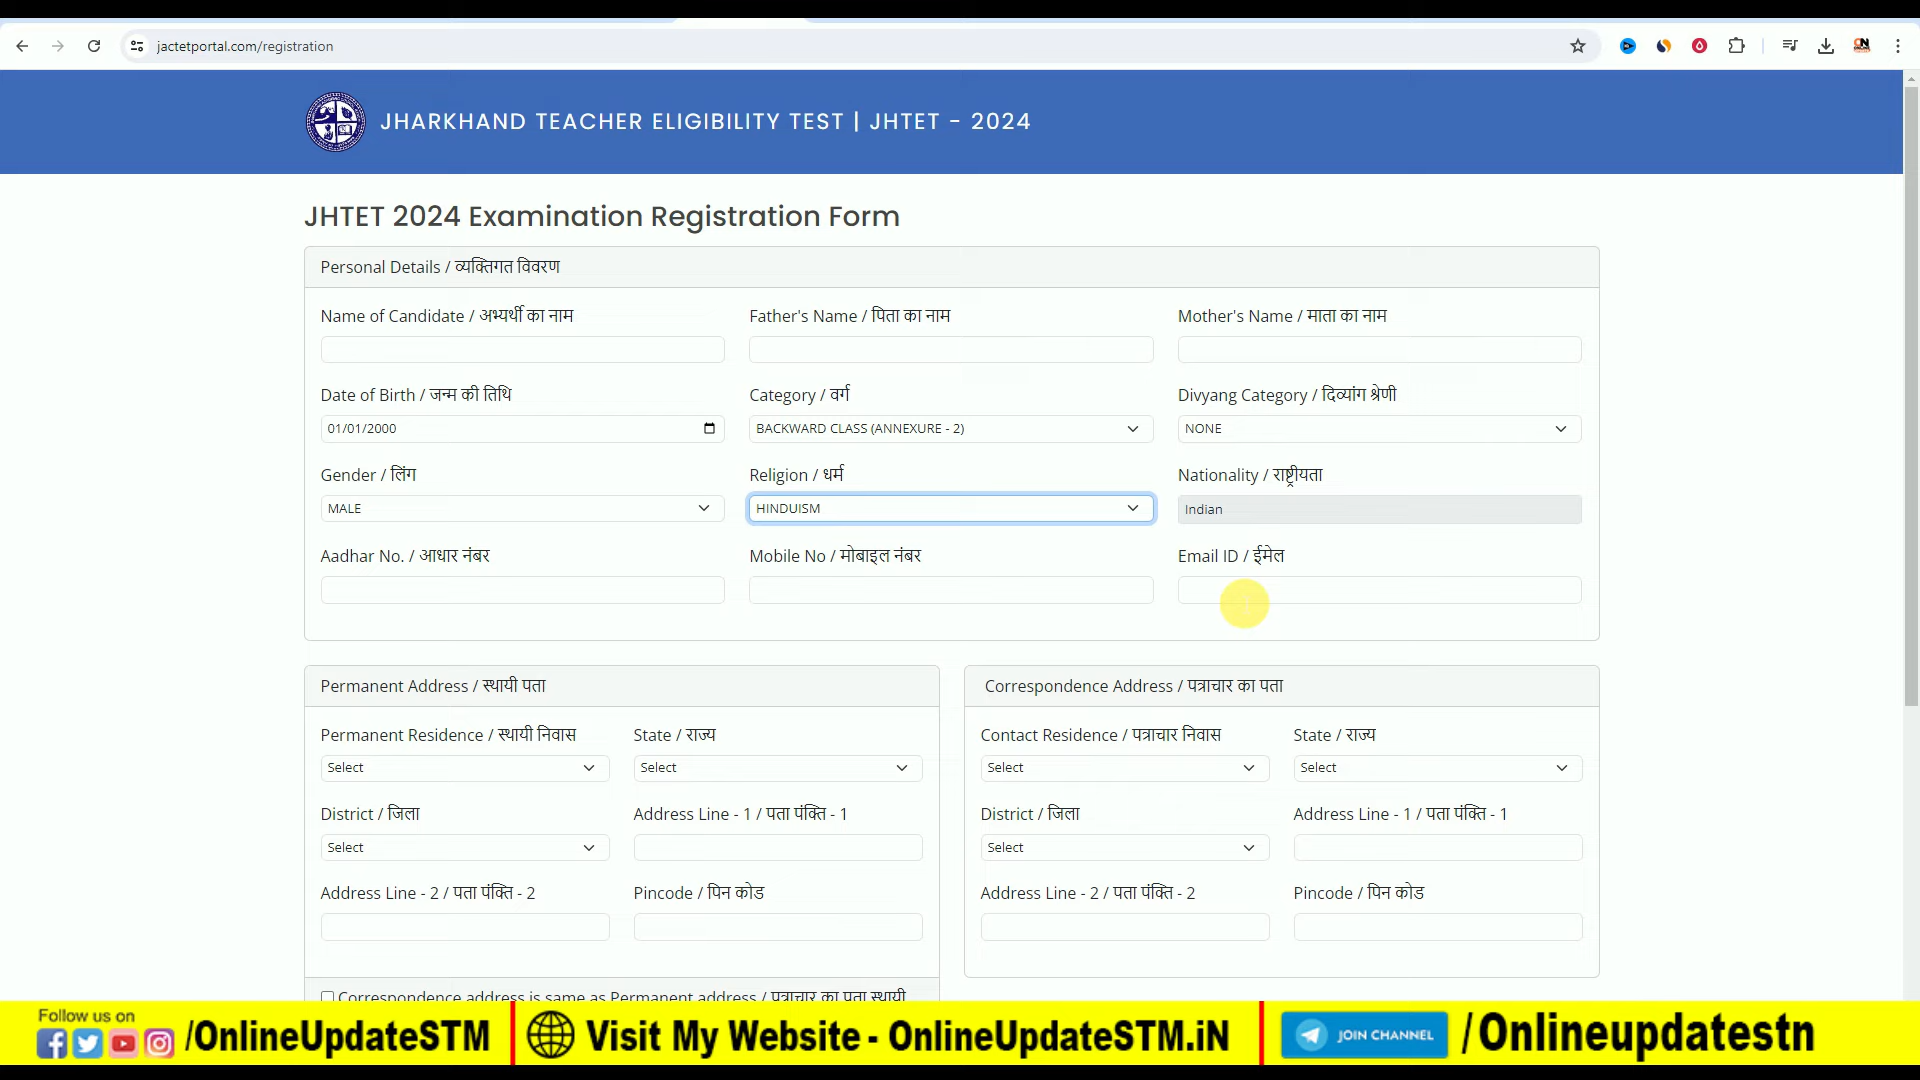 jactetportal.com/registration
JHARKHAND TEACHER ELIGIBILITY TEST | JHTET - 2024
JHTET 2024 Examination Registration Form
Personal Details / व्यक्तिगत विवरण
Name of Candidate / अभ्यर्थी का नाम
Father's Name / पिता का नाम
Mother's Name / माता का नाम
Date of Birth / जन्म की तिथि
Category / वर्ग
Divyang Category / दिव्यांग श्रेणी
01/01/2000
BACKWARD CLASS (ANNEXURE - 2)
NONE
Gender / लिंग
Religion / धर्म
Nationality / राष्ट्रीयता
MALE
HINDUISM
Indian
Aadhar No. / आधार नंबर
Mobile No / मोबाइल नंबर
Email ID / ईमेल
Permanent Address / स्थायी पता
Permanent Residence / स्थायी निवास
State / राज्य
Select
Select
District / जिला
Address Line - 1 / पता पंक्ति - 1
Select
Address Line - 2 / पता पंक्ति - 2
Pincode / पिन कोड
Correspondence address is same as Permanent address / पत्राचार का पता स्थायी
Correspondence Address / पत्राचार का पता
Contact Residence / पत्राचार निवास
State / राज्य
Select
Select
District / जिला
Address Line - 1 / पता पंक्ति - 1
Select
Address Line - 2 / पता पंक्ति - 2
Pincode / पिन कोड
Follow us on
/OnlineUpdateSTM
Visit My Website - OnlineUpdateSTM.iN
JOIN CHANNEL
/Onlineupdatestn